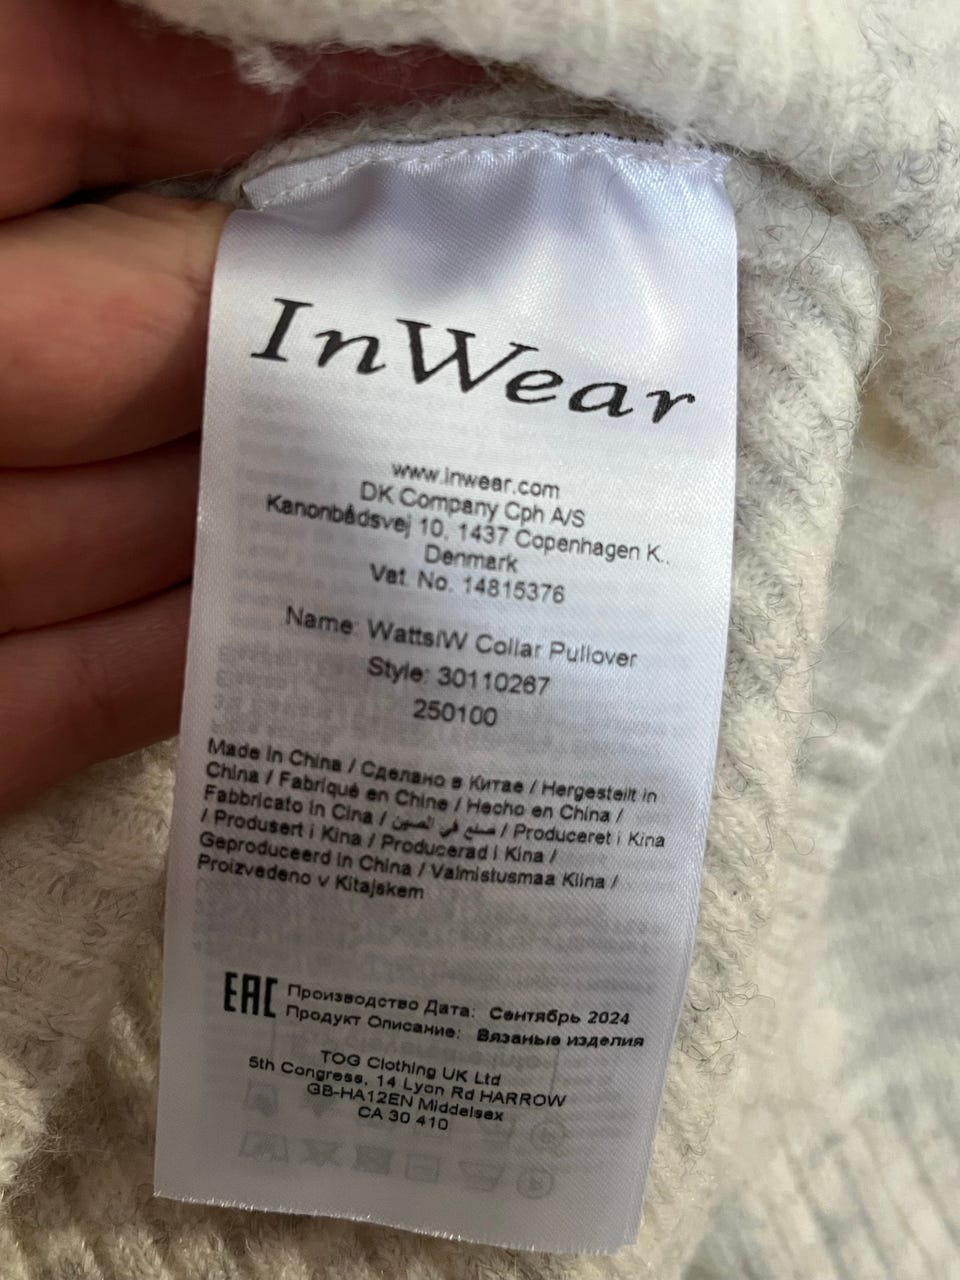 InWear
www.inwear.com
DK Company Cph A/S
Kanonbådsvej 10, 1437 Copenhagen K.,
Denmark
Vat. No. 14815376
Name: WattsIW Collar Pullover
Style: 30110267
250100
Made in China / Сделано в Китае / Hergestellt in
China / Fabriqué en Chine / Hecho en China /
Fabbricato in Cina / صنع في الصين / Produceret i Kina
/ Produsert i Kina / Producerad i Kina /
Geproduceerd in China / Valmistusmaa Kiina /
Proizvedeno v Kitajskem
EAC
Производство Дата: Сентябрь 2024
Продукт Описание: Вязаные изделия
TOG Clothing UK Ltd
5th Congress, 14 Lyon Rd HARROW
GB-HA12EN Middelsex
CA 30 410